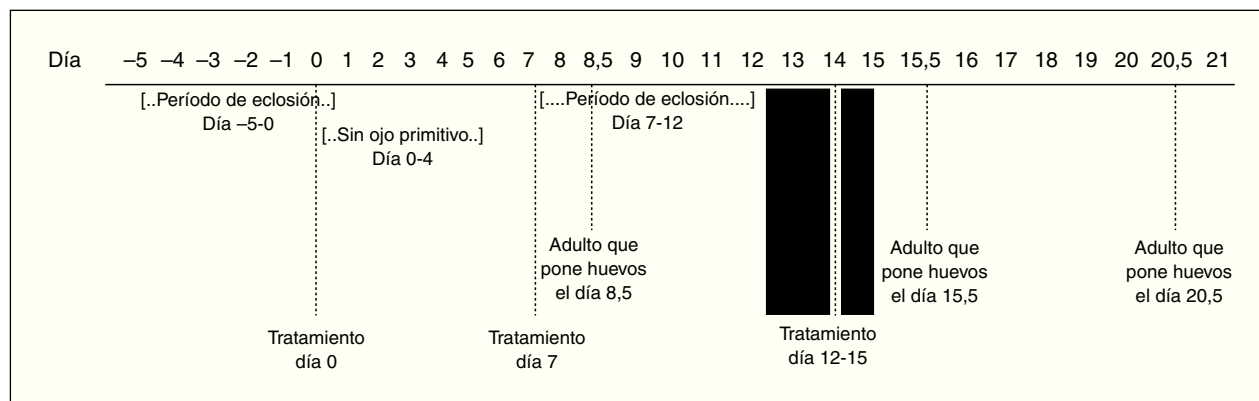 Día –5 –4 –3 –2 –1 0 1 2 3 4 5 6 7 8 8,5 9 10 11 12 13 14 15 15,5 16 17 18 19 20 20,5 21
[..Período de eclosión..]
Día –5-0
[....Período de eclosión....]
Día 7-12
[..Sin ojo primitivo..]
Día 0-4
Adulto que
pone huevos
el día 8,5
Adulto que
pone huevos
el día 15,5
Adulto que
pone huevos
el día 20,5
Tratamiento
día 0
Tratamiento
día 7
Tratamiento
día 12-15